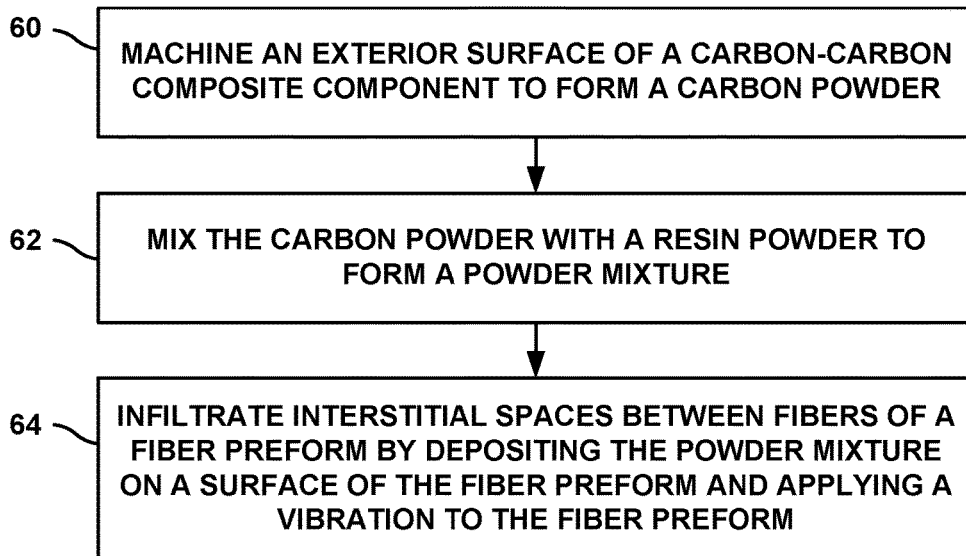 60
MACHINE AN EXTERIOR SURFACE OF A CARBON-CARBON
COMPOSITE COMPONENT TO FORM A CARBON POWDER
62
MIX THE CARBON POWDER WITH A RESIN POWDER TO
FORM A POWDER MIXTURE
64
INFILTRATE INTERSTITIAL SPACES BETWEEN FIBERS OF A
FIBER PREFORM BY DEPOSITING THE POWDER MIXTURE
ON A SURFACE OF THE FIBER PREFORM AND APPLYING A
VIBRATION TO THE FIBER PREFORM